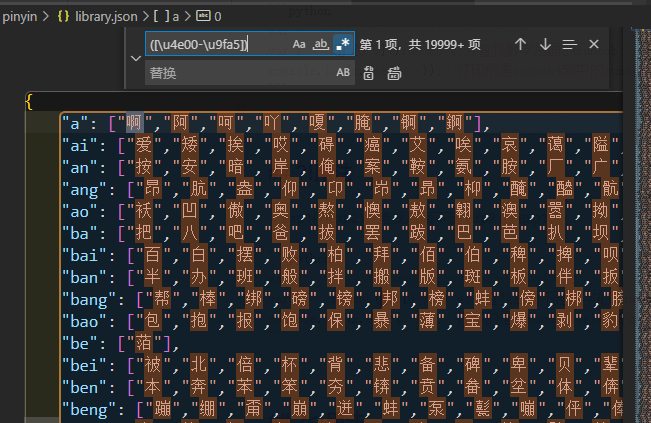 pinyin > {} library.json > [ ] a > abc 0
([\u4e00-\u9fa5]) Aa ab .* 第 1 项，共 19999+ 项
替换 AB
{
"a": ["啊","阿","呵","吖","嗄","腌","锕","錒"],
"ai": ["爱","矮","挨","哎","碍","癌","艾","唉","哀","蔼","隘
"an": ["按","安","暗","岸","俺","案","鞍","氨","胺","厂","广
"ang": ["昂","肮","盎","仰","卬","昂","柳","醃","醠","骯
"ao": ["袄","凹","傲","奥","熬","懊","敖","翱","澳","嚣","拗
"ba": ["把","八","吧","爸","拔","罢","跋","巴","芭","扒","坝
"bai": ["百","白","摆","败","柏","拜","佰","伯","稗","捭","呗
"ban": ["半","办","班","般","拌","搬","版","斑","板","伴","扳
"bang": ["帮","棒","绑","磅","镑","邦","榜","蚌","傍","梆","膀
"bao": ["包","抱","报","饱","保","暴","薄","宝","爆","剥","豹
"be": ["萡"],
"bei": ["被","北","倍","杯","背","悲","备","碑","卑","贝","辈
"ben": ["本","奔","苯","笨","夯","锛","贲","畚","坌","体","倴
"beng": ["蹦","绷","甭","崩","迸","蚌","泵","髼","嘣","伻